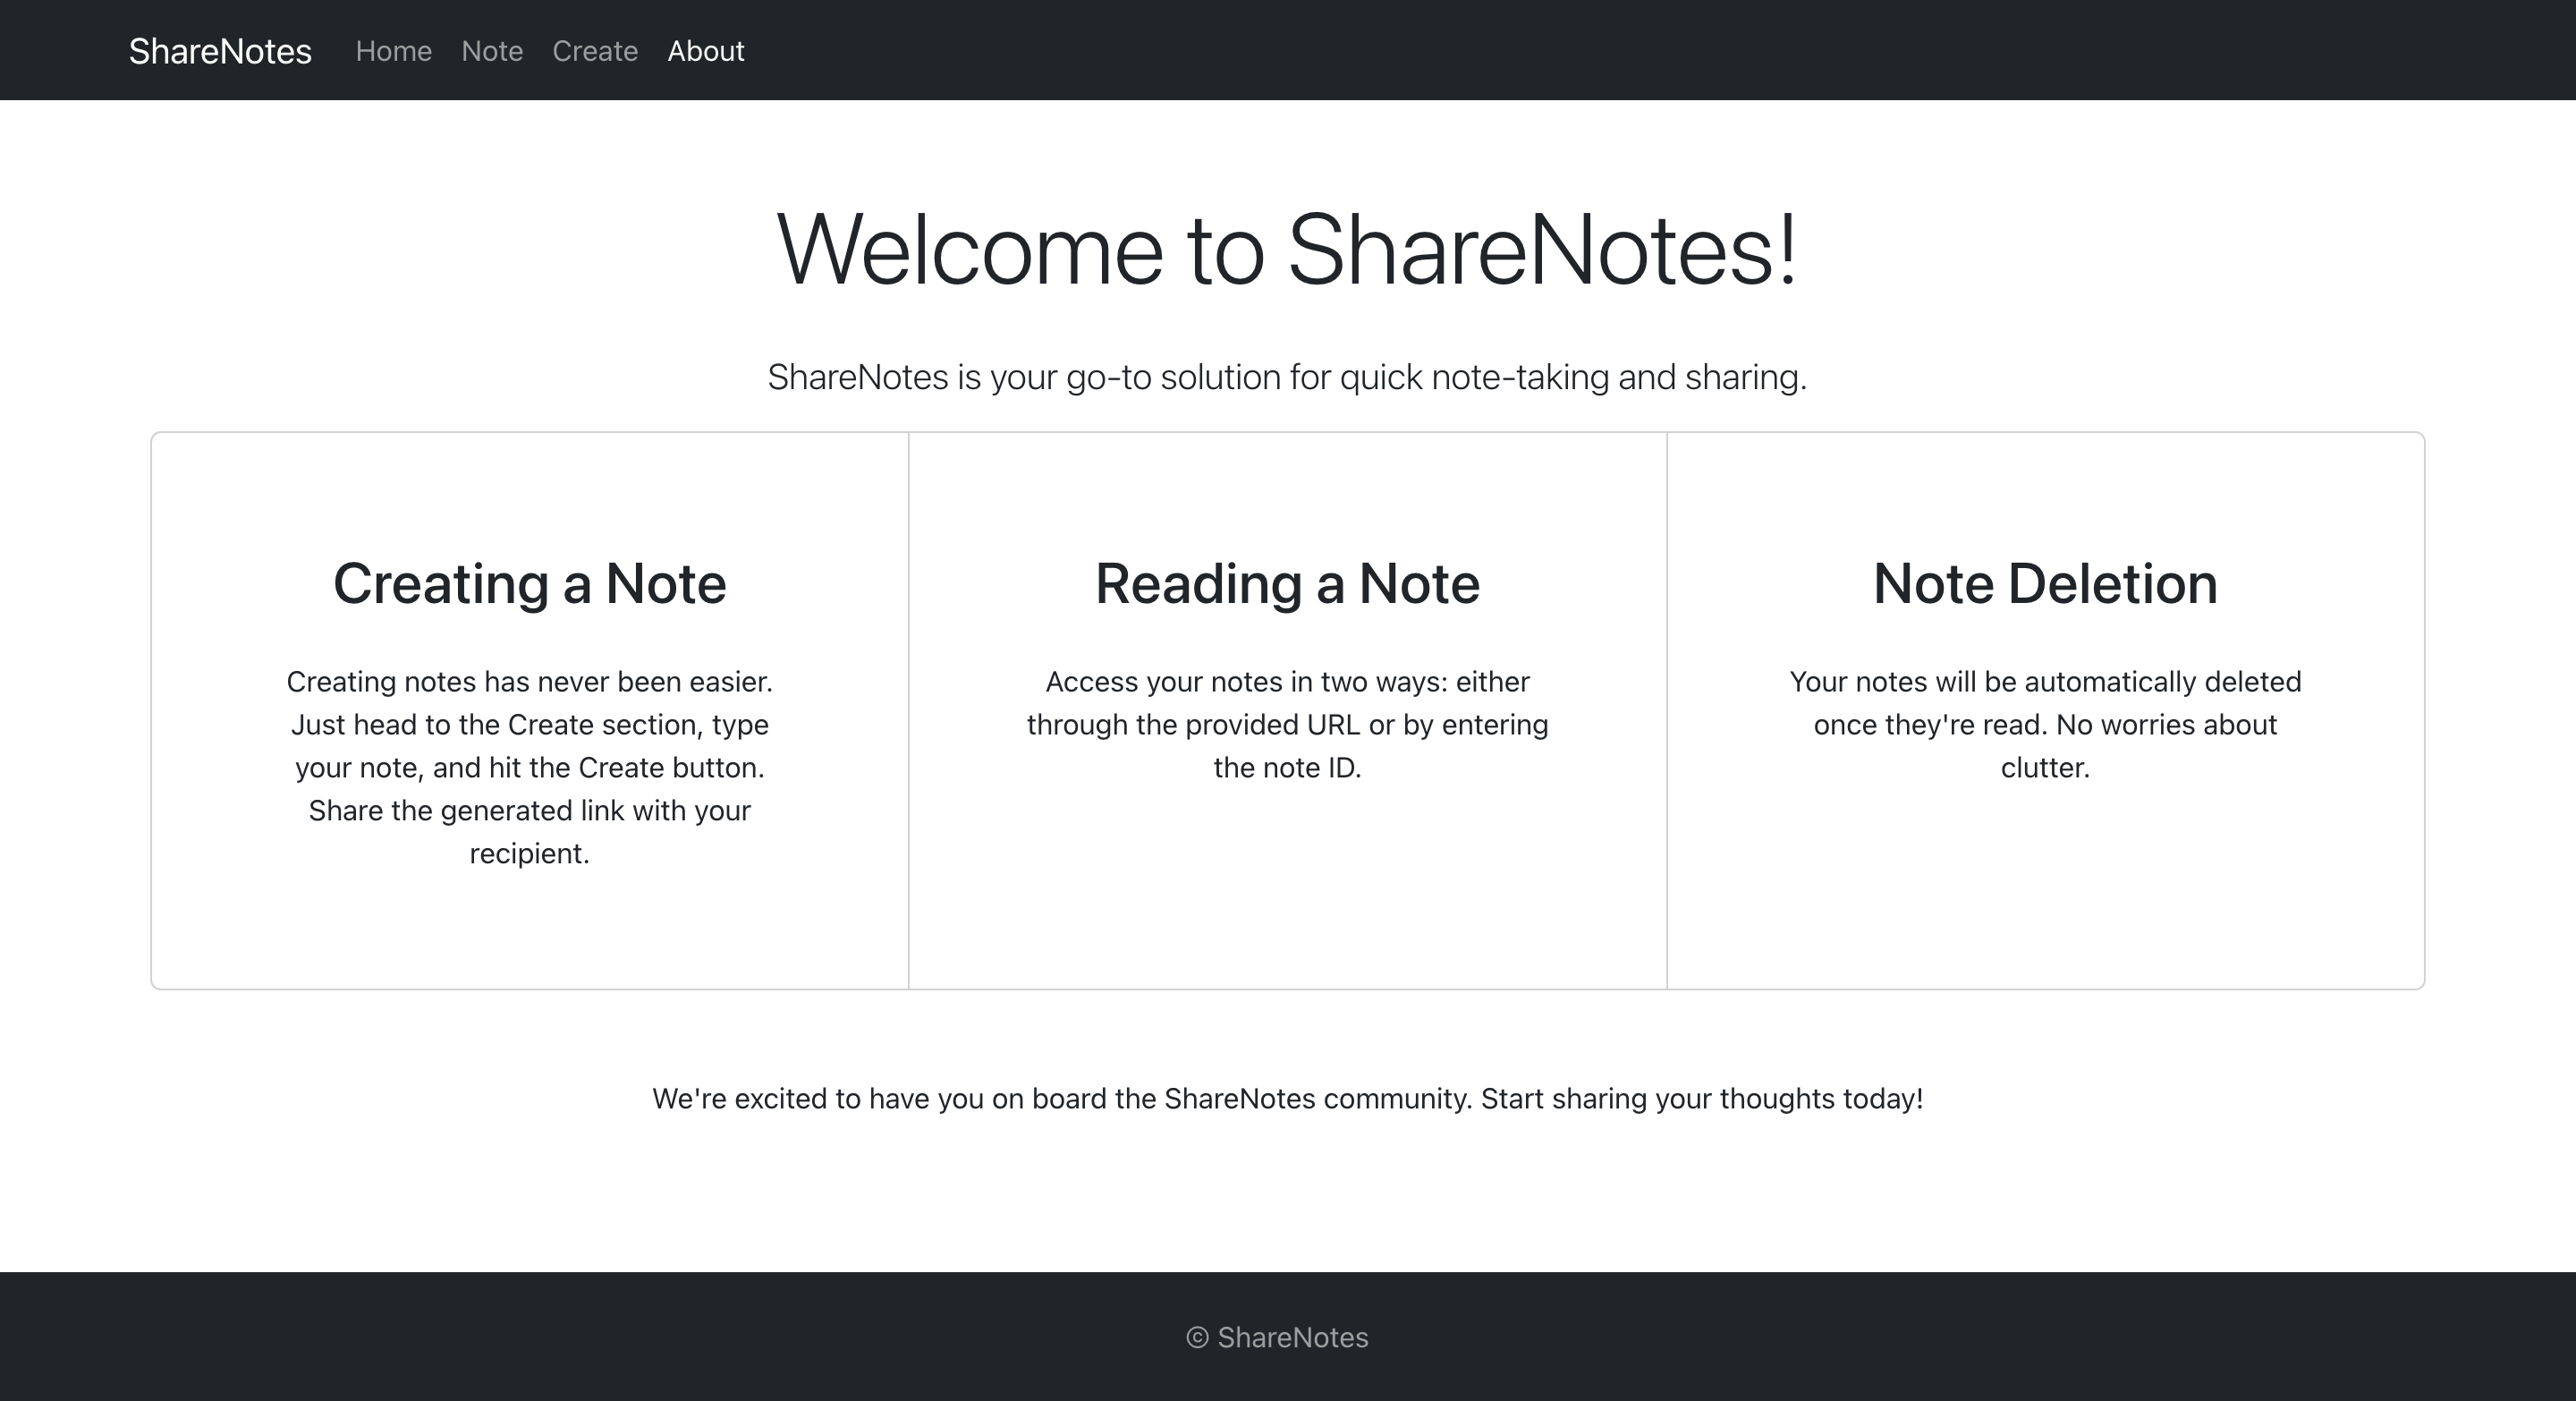 ShareNotes Home Note Create About
Welcome to ShareNotes!
ShareNotes is your go-to solution for quick note-taking and sharing.
Creating a Note
Creating notes has never been easier.
Just head to the Create section, type
your note, and hit the Create button.
Share the generated link with your
recipient.
Reading a Note
Access your notes in two ways: either
through the provided URL or by entering
the note ID.
Note Deletion
Your notes will be automatically deleted
once they're read. No worries about
clutter.
We're excited to have you on board the ShareNotes community. Start sharing your thoughts today!
© ShareNotes